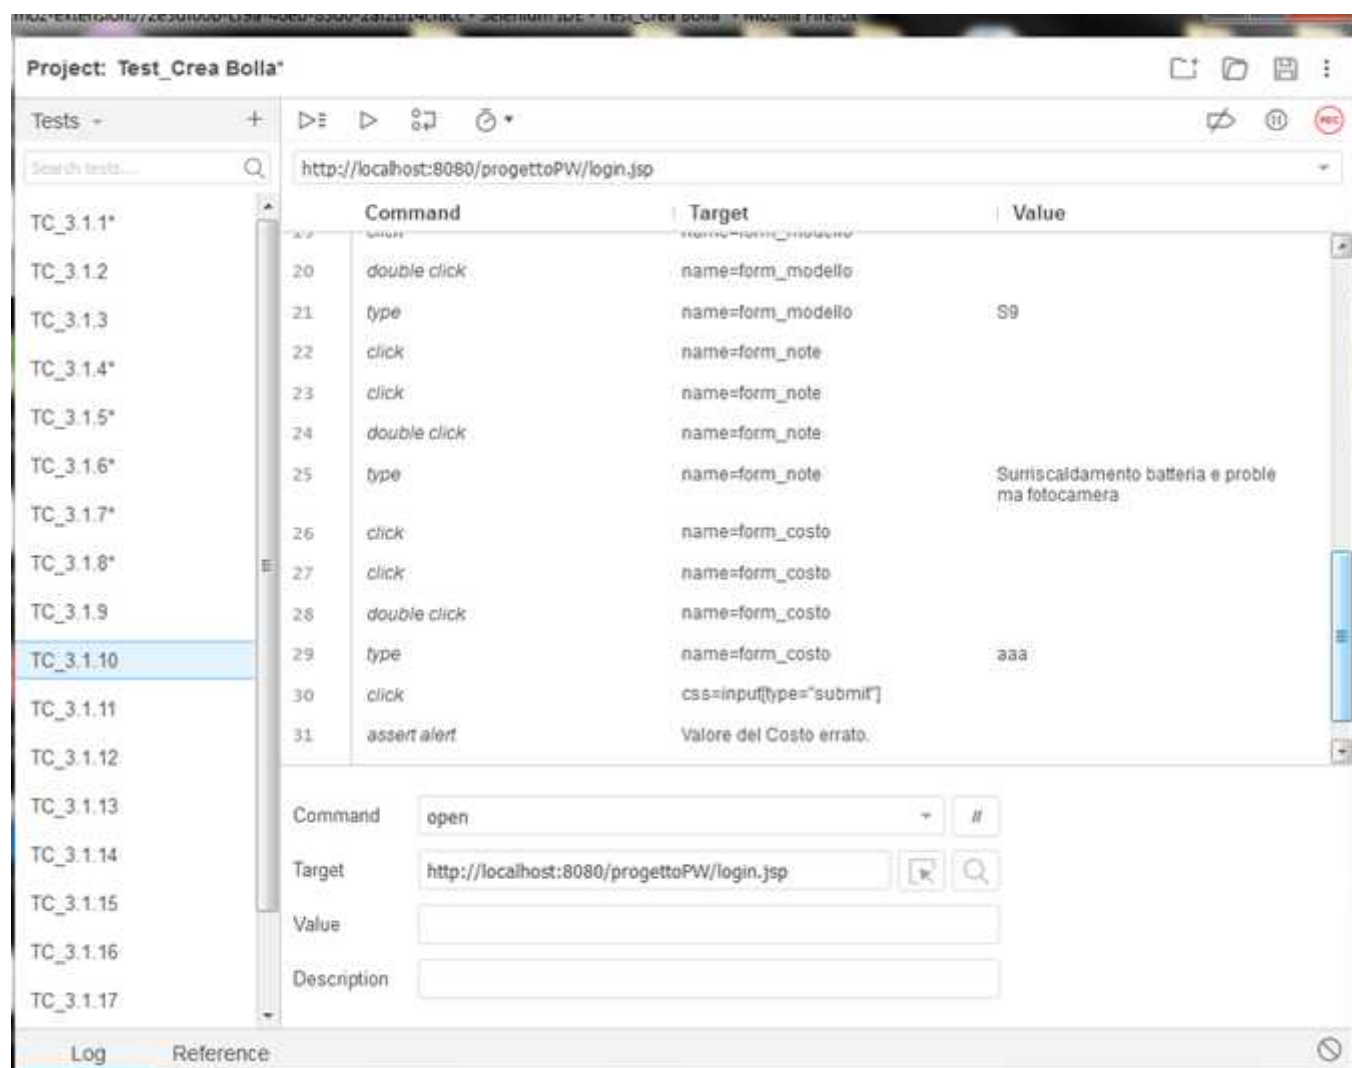 Project: Test_Crea Bolla*
Tests
+
Search tests...
REC
http://localhost:8080/progettoPW/login.jsp
Command Target Value
TC_3.1.1*
TC_3.1.2
TC_3.1.3
TC_3.1.4*
TC_3.1.5*
TC_3.1.6*
TC_3.1.7*
TC_3.1.8*
TC_3.1.9
TC_3.1.10
TC_3.1.11
TC_3.1.12
TC_3.1.13
TC_3.1.14
TC_3.1.15
TC_3.1.16
TC_3.1.17
20 double click name=form_modello
21 type name=form_modello S9
22 click name=form_note
23 click name=form_note
24 double click name=form_note
25 type name=form_note Surriscaldamento batteria e proble
ma fotocamera
26 click name=form_costo
27 click name=form_costo
28 double click name=form_costo
29 type name=form_costo aaa
30 click css=input[type="submit"]
31 assert alert Valore del Costo errato.
Command open //
Target http://localhost:8080/progettoPW/login.jsp
Value
Description
Log Reference